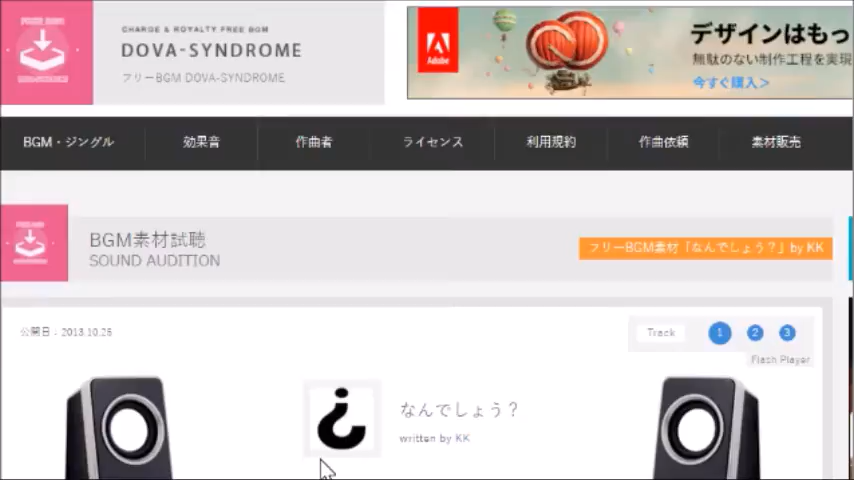 FREE BGM
CHARGE & ROYALTY FREE BGM
DOVA-SYNDROME
フリーBGM DOVA-SYNDROME
Adobe
デザインはもっ
無駄のない制作工程を実現
今すぐ購入>
BGM・ジングル
効果音
作曲者
ライセンス
利用規約
作曲依頼
素材販売
BGM素材試聴
SOUND AUDITION
フリーBGM素材「なんでしょう？」by KK
公開日：2013.10.25
Track
1
2
3
Flash Player
なんでしょう？
written by KK